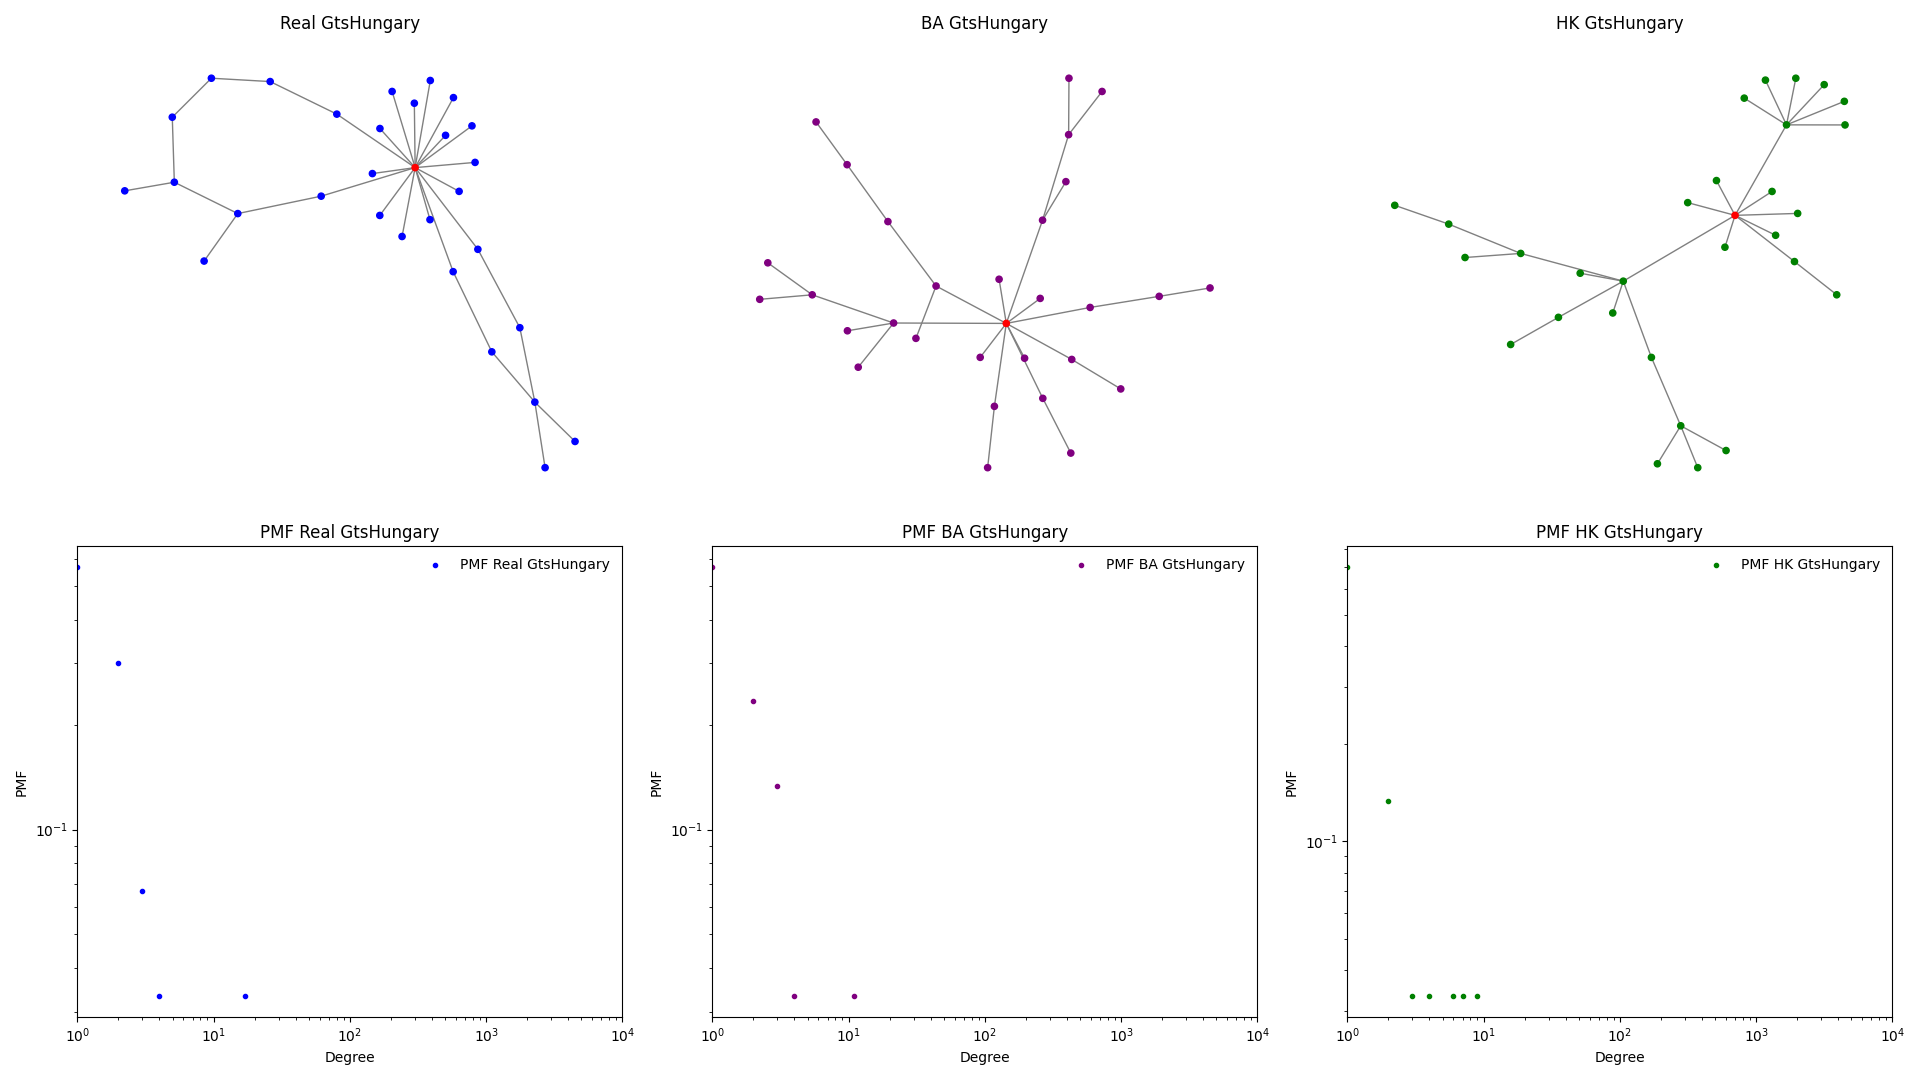 Real GtsHungary
BA GtsHungary
HK GtsHungary
PMF Real GtsHungary
PMF Real GtsHungary
PMF
10⁻¹
10⁰ 10¹ 10² 10³ 10⁴
Degree
PMF BA GtsHungary
PMF BA GtsHungary
PMF
10⁻¹
10⁰ 10¹ 10² 10³ 10⁴
Degree
PMF HK GtsHungary
PMF HK GtsHungary
PMF
10⁻¹
10⁰ 10¹ 10² 10³ 10⁴
Degree